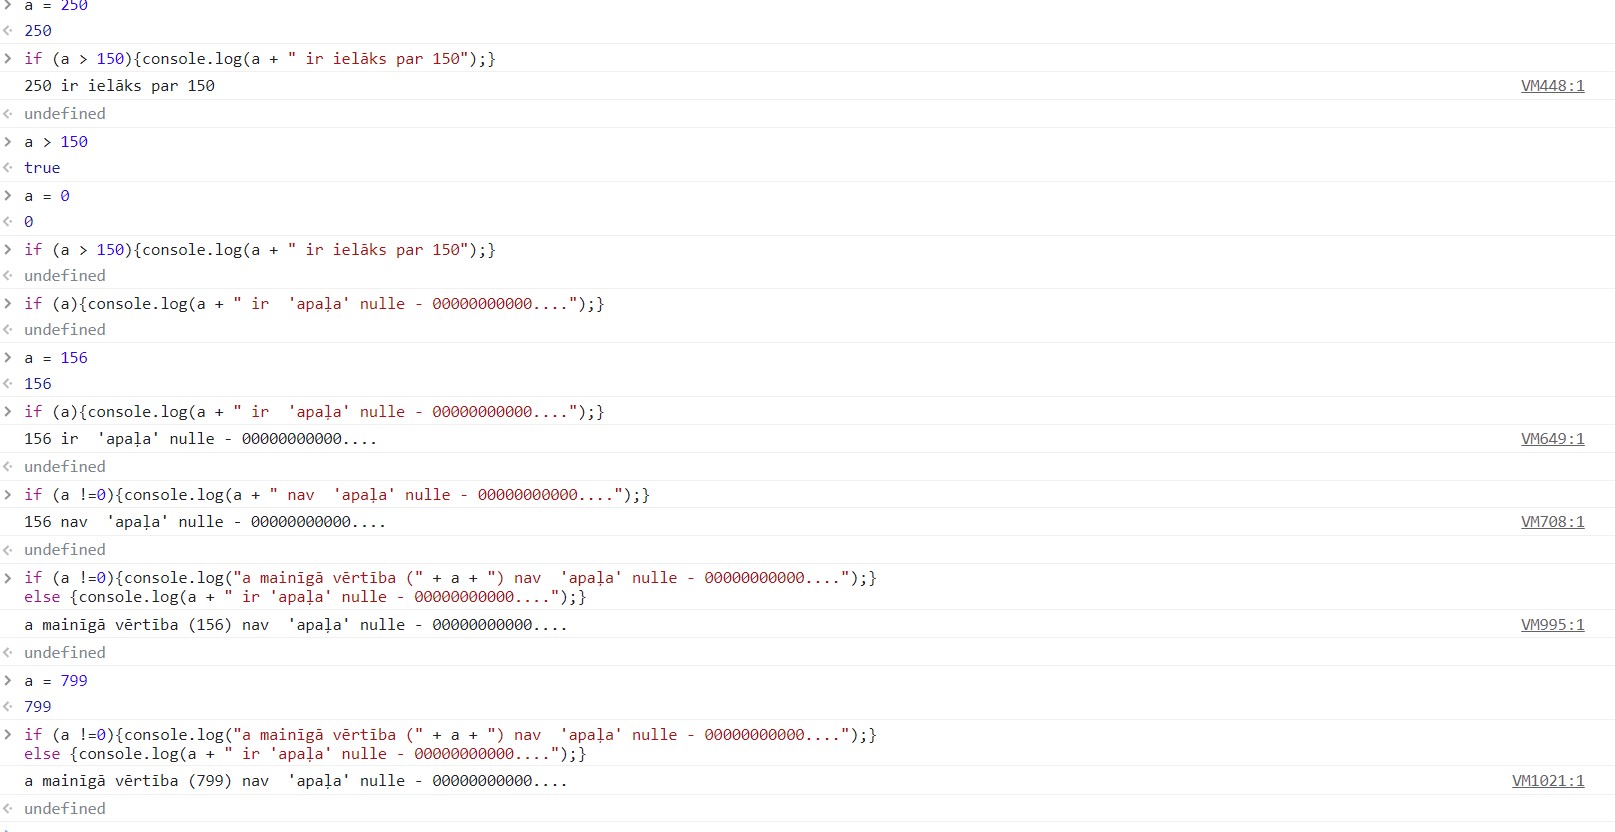 a = 250
250
if (a > 150){console.log(a + " ir ielāks par 150");}
250 ir ielāks par 150 VM448:1
undefined
a > 150
true
a = 0
0
if (a > 150){console.log(a + " ir ielāks par 150");}
undefined
if (a){console.log(a + " ir  'apaļa' nulle - 00000000000....");}
undefined
a = 156
156
if (a){console.log(a + " ir  'apaļa' nulle - 00000000000....");}
156 ir  'apaļa' nulle - 00000000000.... VM649:1
undefined
if (a !=0){console.log(a + " nav  'apaļa' nulle - 00000000000....");}
156 nav  'apaļa' nulle - 00000000000.... VM708:1
undefined
if (a !=0){console.log("a mainīgā vērtība (" + a + ") nav  'apaļa' nulle - 00000000000....");}
else {console.log(a + " ir 'apaļa' nulle - 00000000000....");}
a mainīgā vērtība (156) nav  'apaļa' nulle - 00000000000.... VM995:1
undefined
a = 799
799
if (a !=0){console.log("a mainīgā vērtība (" + a + ") nav  'apaļa' nulle - 00000000000....");}
else {console.log(a + " ir 'apaļa' nulle - 00000000000....");}
a mainīgā vērtība (799) nav  'apaļa' nulle - 00000000000.... VM1021:1
undefined